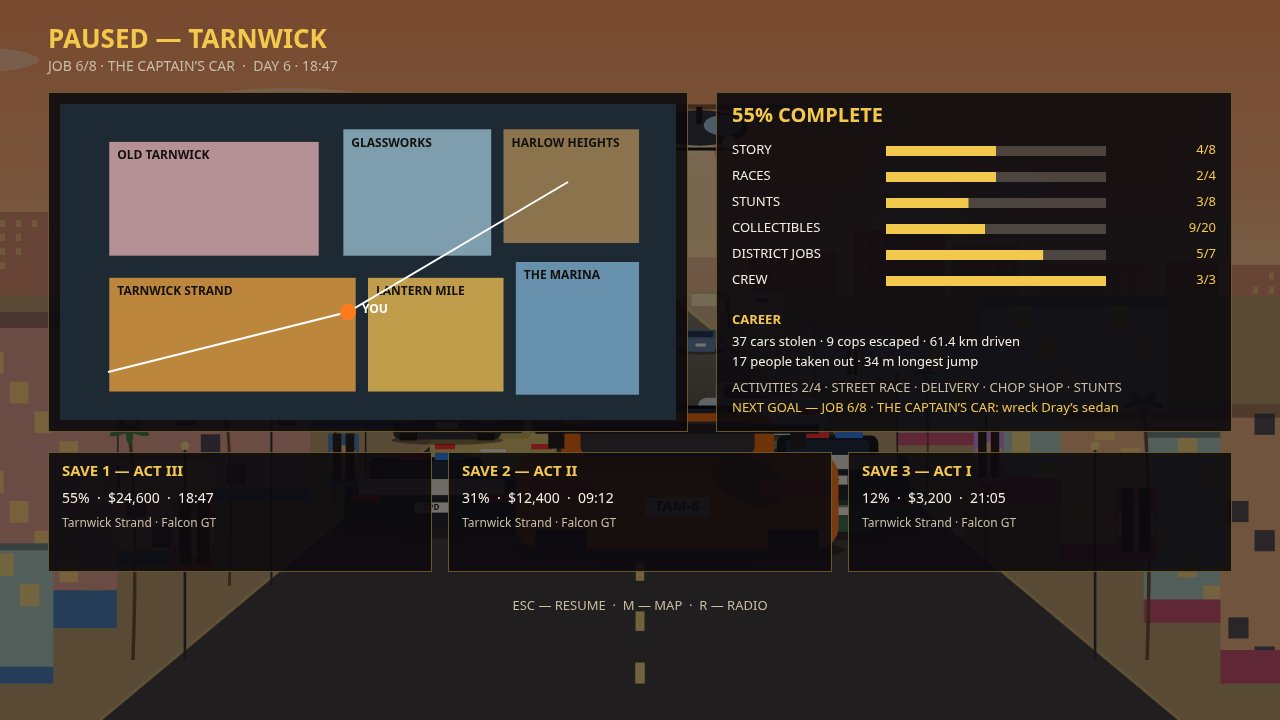 PAUSED — TARNWICK
JOB 6/8 · THE CAPTAIN’S CAR · DAY 6 · 18:47
OLD TARNWICK
GLASSWORKS
HARLOW HEIGHTS
TARNWICK STRAND
LANTERN MILE
THE MARINA
YOU
55% COMPLETE
STORY 4/8
RACES 2/4
STUNTS 3/8
COLLECTIBLES 9/20
DISTRICT JOBS 5/7
CREW 3/3
CAREER
37 cars stolen · 9 cops escaped · 61.4 km driven
17 people taken out · 34 m longest jump
ACTIVITIES 2/4 · STREET RACE · DELIVERY · CHOP SHOP · STUNTS
NEXT GOAL — JOB 6/8 · THE CAPTAIN’S CAR: wreck Dray’s sedan
SAVE 1 — ACT III
55% · $24,600 · 18:47
Tarnwick Strand · Falcon GT
SAVE 2 — ACT II
31% · $12,400 · 09:12
Tarnwick Strand · Falcon GT
SAVE 3 — ACT I
12% · $3,200 · 21:05
Tarnwick Strand · Falcon GT
TAM-6
ESC — RESUME · M — MAP · R — RADIO